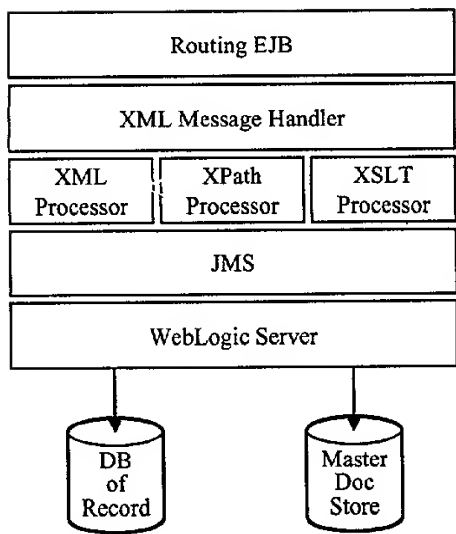 Routing EJB
XML Message Handler
XML
Processor
XPath
Processor
XSLT
Processor
JMS
WebLogic Server
DB
of
Record
Master
Doc
Store